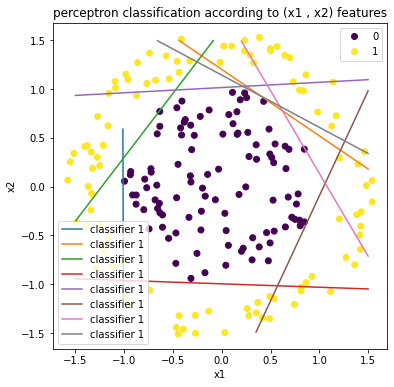 perceptron classification according to (x1 , x2) features
0
1
1.5
1.0
0.5
0.0
−0.5
−1.0
−1.5
x2
classifier 1
classifier 1
classifier 1
classifier 1
classifier 1
classifier 1
classifier 1
classifier 1
−1.5 −1.0 −0.5 0.0 0.5 1.0 1.5
x1